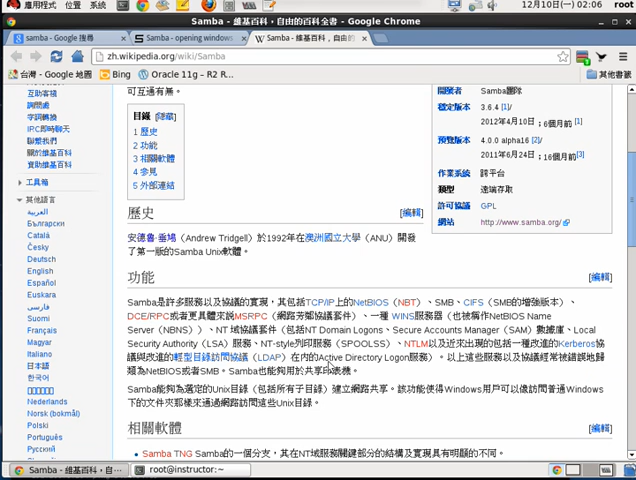 應用程式 位置 系統 12月10日(一) 02:06 root
Samba - 維基百科，自由的百科全書 - Google Chrome
samba - Google 搜尋 Samba - opening windows Samba - 維基百科，自由的
zh.wikipedia.org/wiki/Samba
台灣 - Google 地圖 Bing Oracle 11g – R2 R... 其他書籤
互助客棧
詢問處
字詞轉換
IRC即時聊天
聯繫我們
關於維基百科
資助維基百科
工具箱
其他語言
العربية
Български
Català
Česky
Deutsch
English
Español
Euskara
فارسی
Suomi
Français
Magyar
Italiano
日本語
한국어
Nederlands
Norsk (bokmål)
Polski
Português
Русский
可互通有無。
目錄 [隱藏]
1 歷史
2 功能
3 相關軟體
4 參見
5 外部連結
開發者 Samba團隊
穩定版本 3.6.4 [1]/
2012年4月10日；6個月前 [1]
預覽版本 4.0.0 alpha16 [2]/
2011年6月24日；16個月前[3]
作業系統 跨平台
類型 遠端存取
許可協議 GPL
網站 http://www.samba.org/
歷史 [編輯]
安德魯·垂鳩（Andrew Tridgell）於1992年在澳洲國立大學（ANU）開發
了第一版的Samba Unix軟體。
功能 [編輯]
Samba是許多服務以及協議的實現，其包括TCP/IP上的NetBIOS（NBT）、SMB、CIFS（SMB的增強版本）、
DCE/RPC或者更具體來說MSRPC（網路芳鄰協議套件）、一種 WINS服務器（也被稱作NetBIOS Name
Server（NBNS））、NT 域協議套件（包括NT Domain Logons、Secure Accounts Manager（SAM）數據庫、Local
Security Authority（LSA）服務、NT-style列印服務（SPOOLSS）、NTLM以及近來出現的包括一種改進的Kerberos協
議與改進的輕型目錄訪問協議（LDAP）在內的Active Directory Logon服務）。以上這些服務以及協議經常被錯誤地歸
類為NetBIOS或者SMB。Samba也能夠用於共享印表機。
Samba能夠為選定的Unix目錄（包括所有子目錄）建立網路共享。該功能使得Windows用戶可以像訪問普通Windows
下的文件夾那樣來通過網路訪問這些Unix目錄。
相關軟體 [編輯]
Samba TNG Samba的一個分支，其在NT域服務關鍵部分的結構及實現具有明顯的不同。
Samba - 維基百科，自... root@instructor:~